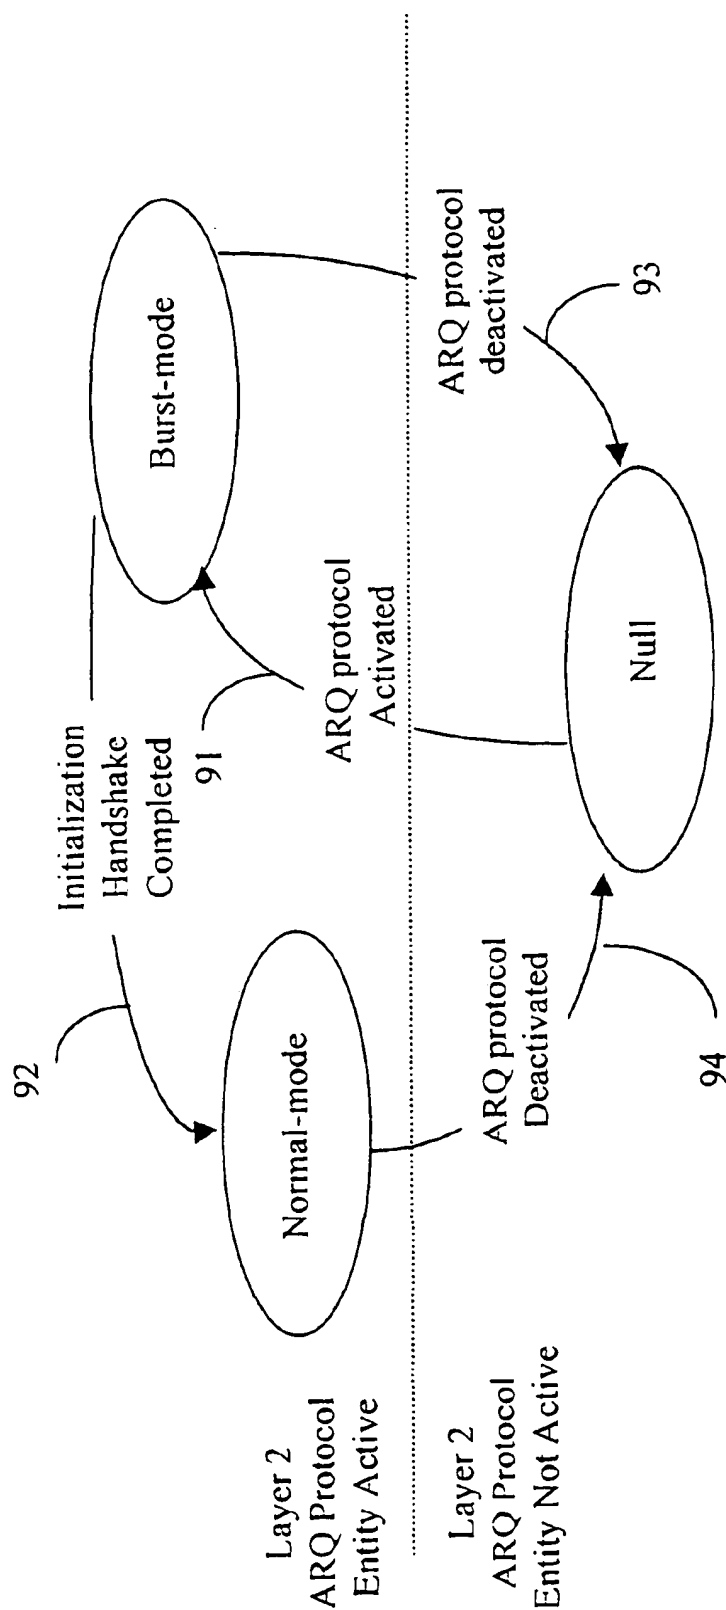 92
Initialization
Handshake
Completed
91
Burst-mode
Normal-mode
Layer 2
ARQ Protocol
Entity Active
ARQ protocol
Activated
Layer 2
ARQ Protocol
Entity Not Active
ARQ protocol
Deactivated
ARQ protocol
deactivated
93
Null
94